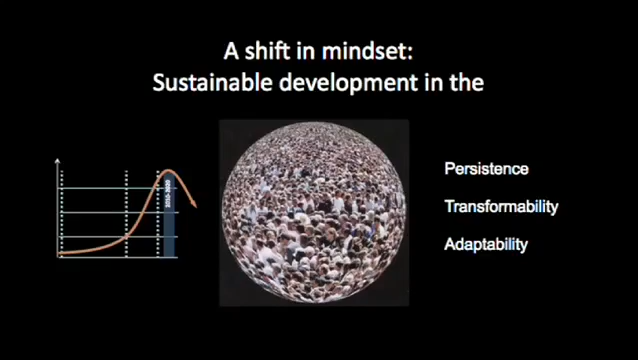 A shift in mindset:
Sustainable development in the
Persistence
Transformability
Adaptability